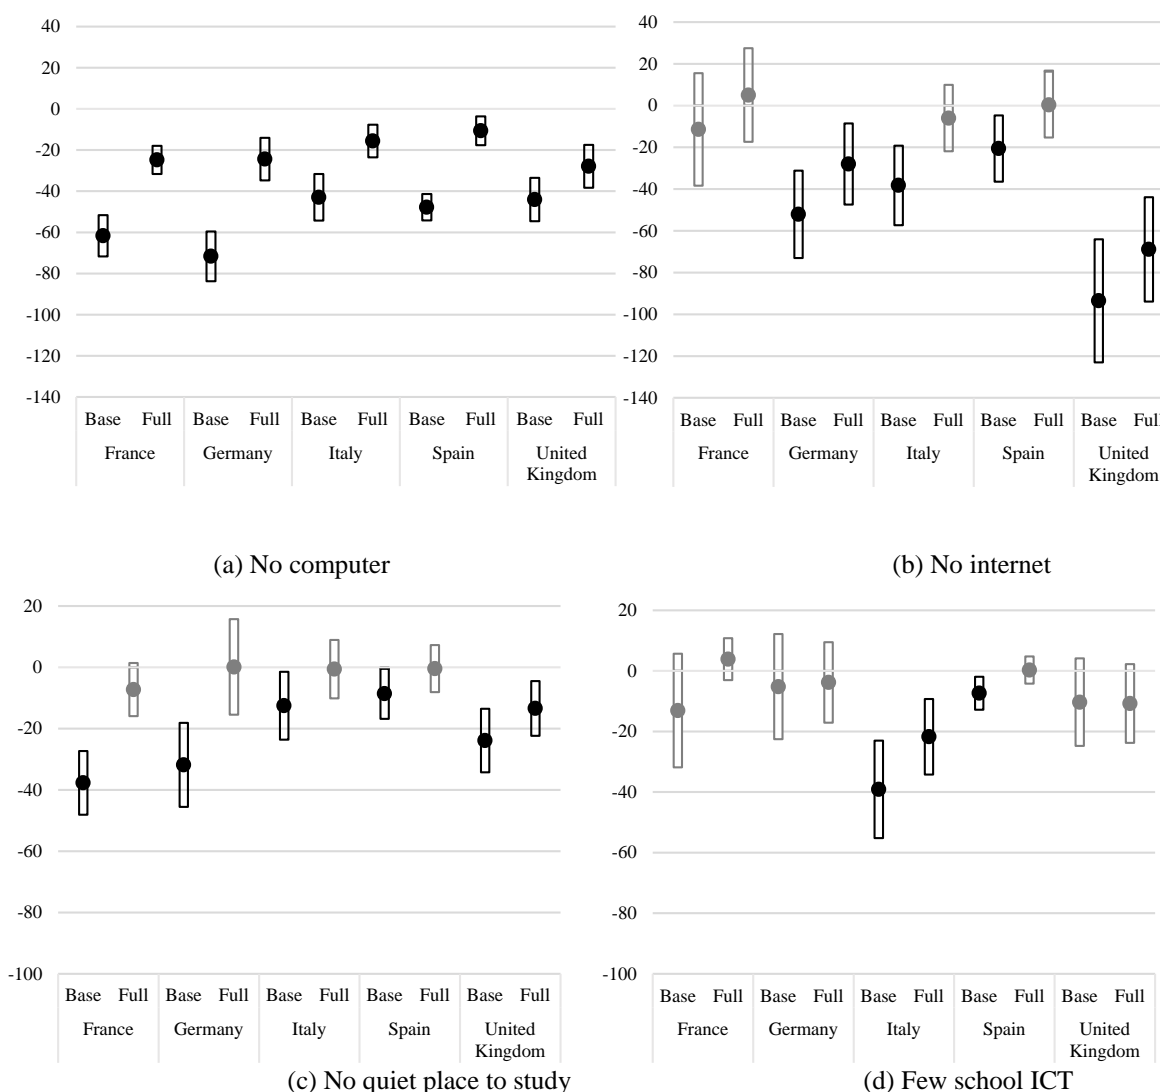 40
20
0
-20
-40
-60
-80
-100
-120
-140
Base Full Base Full Base Full Base Full Base Full
France Germany Italy Spain United Kingdom
(a) No computer
40
20
0
-20
-40
-60
-80
-100
-120
-140
Base Full Base Full Base Full Base Full Base Full
France Germany Italy Spain United Kingdom
(b) No internet
20
0
-20
-40
-60
-80
-100
Base Full Base Full Base Full Base Full Base Full
France Germany Italy Spain United Kingdom
(c) No quiet place to study
20
0
-20
-40
-60
-80
-100
Base Full Base Full Base Full Base Full Base Full
France Germany Italy Spain United Kingdom
(d) Few school ICT